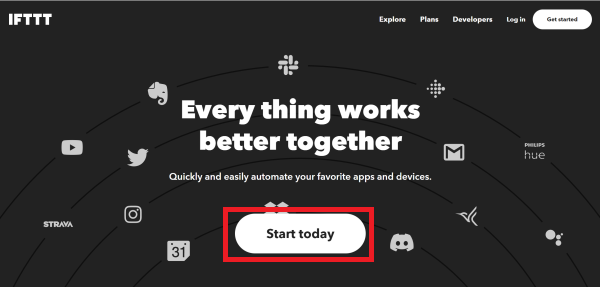 IFTTT
Explore Plans Developers Log in Get started
Every thing works
better together
PHILIPS
hue
Quickly and easily automate your favorite apps and devices.
STRAVA
Start today
31